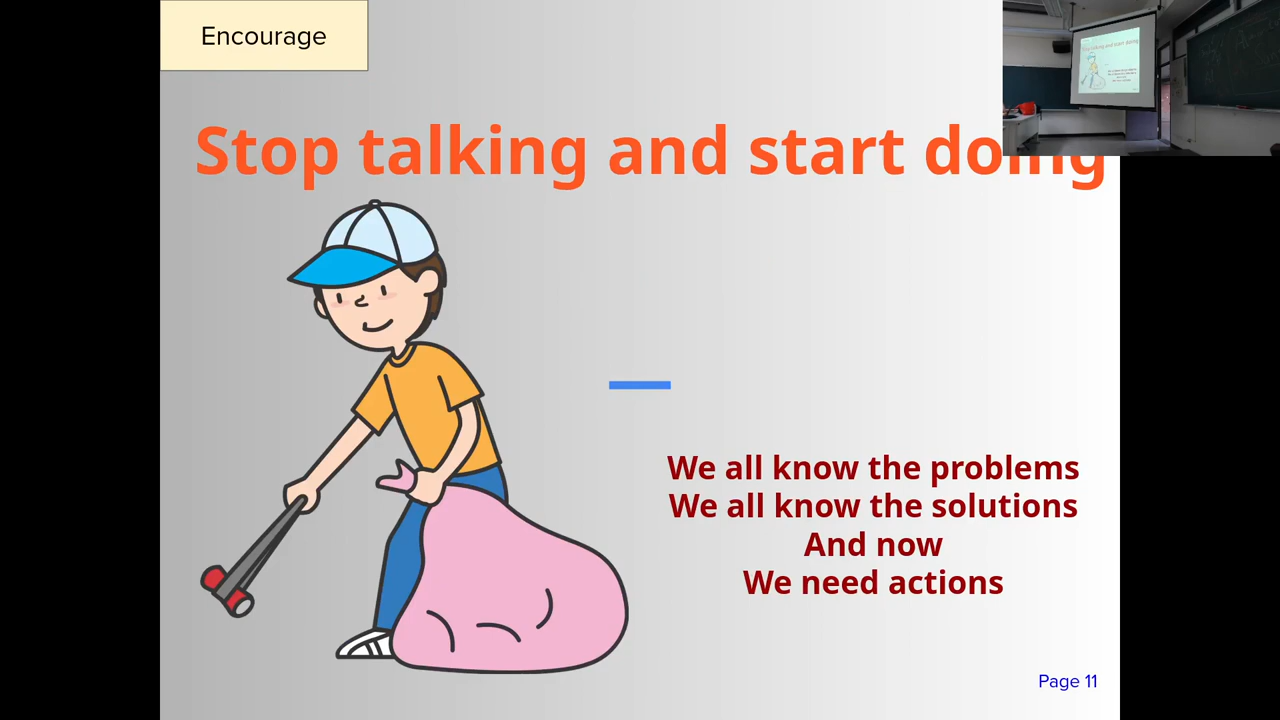 Encourage
Stop talking and start doing
We all know the problems
We all know the solutions
And now
We need actions
Page 11